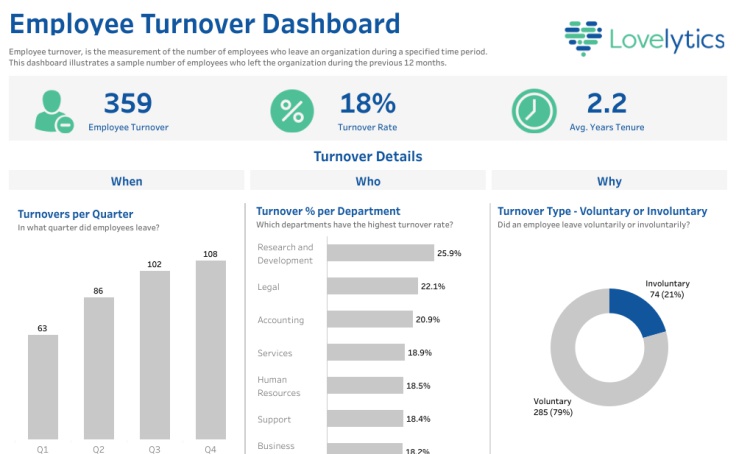 Employee Turnover Dashboard
Lovelytics
Employee turnover, is the measurement of the number of employees who leave an organization during a specified time period.
This dashboard illustrates a sample number of employees who left the organization during the previous 12 months.
359
Employee Turnover
%
18%
Turnover Rate
2.2
Avg. Years Tenure
Turnover Details
When
Who
Why
Turnovers per Quarter
In what quarter did employees leave?
63
86
102
108
Q1
Q2
Q3
Q4
Turnover % per Department
Which departments have the highest turnover rate?
Research and
Development
25.9%
Legal
22.1%
Accounting
20.9%
Services
18.9%
Human
Resources
18.5%
Support
18.4%
Business
18.2%
Turnover Type - Voluntary or Involuntary
Did an employee leave voluntarily or involuntarily?
Involuntary
74 (21%)
Voluntary
285 (79%)